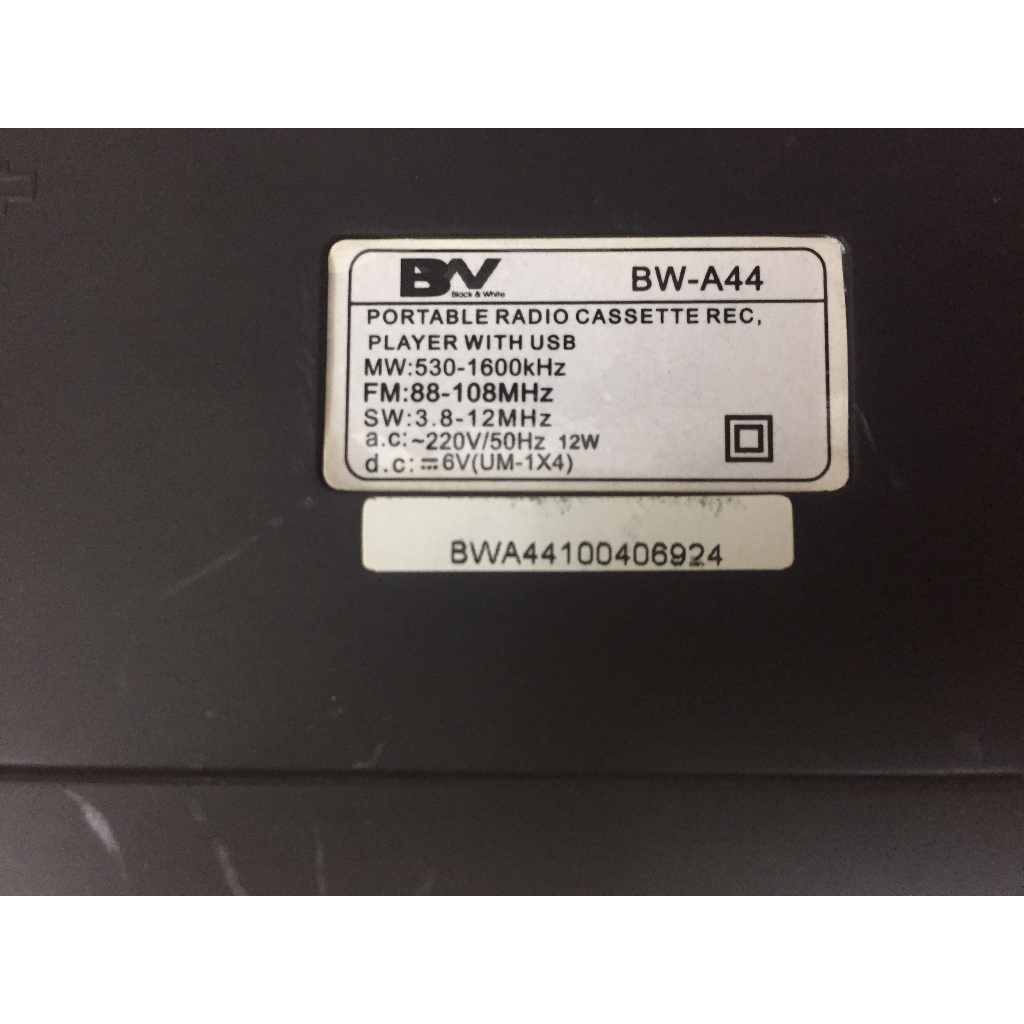 BW BW-A44
Black & White
PORTABLE RADIO CASSETTE REC,
PLAYER WITH USB
MW:530-1600kHz
FM:88-108MHz
SW:3.8-12MHz
a.c:~220V/50Hz 12W
d.c:⎓6V(UM-1X4)
BWA44100406924